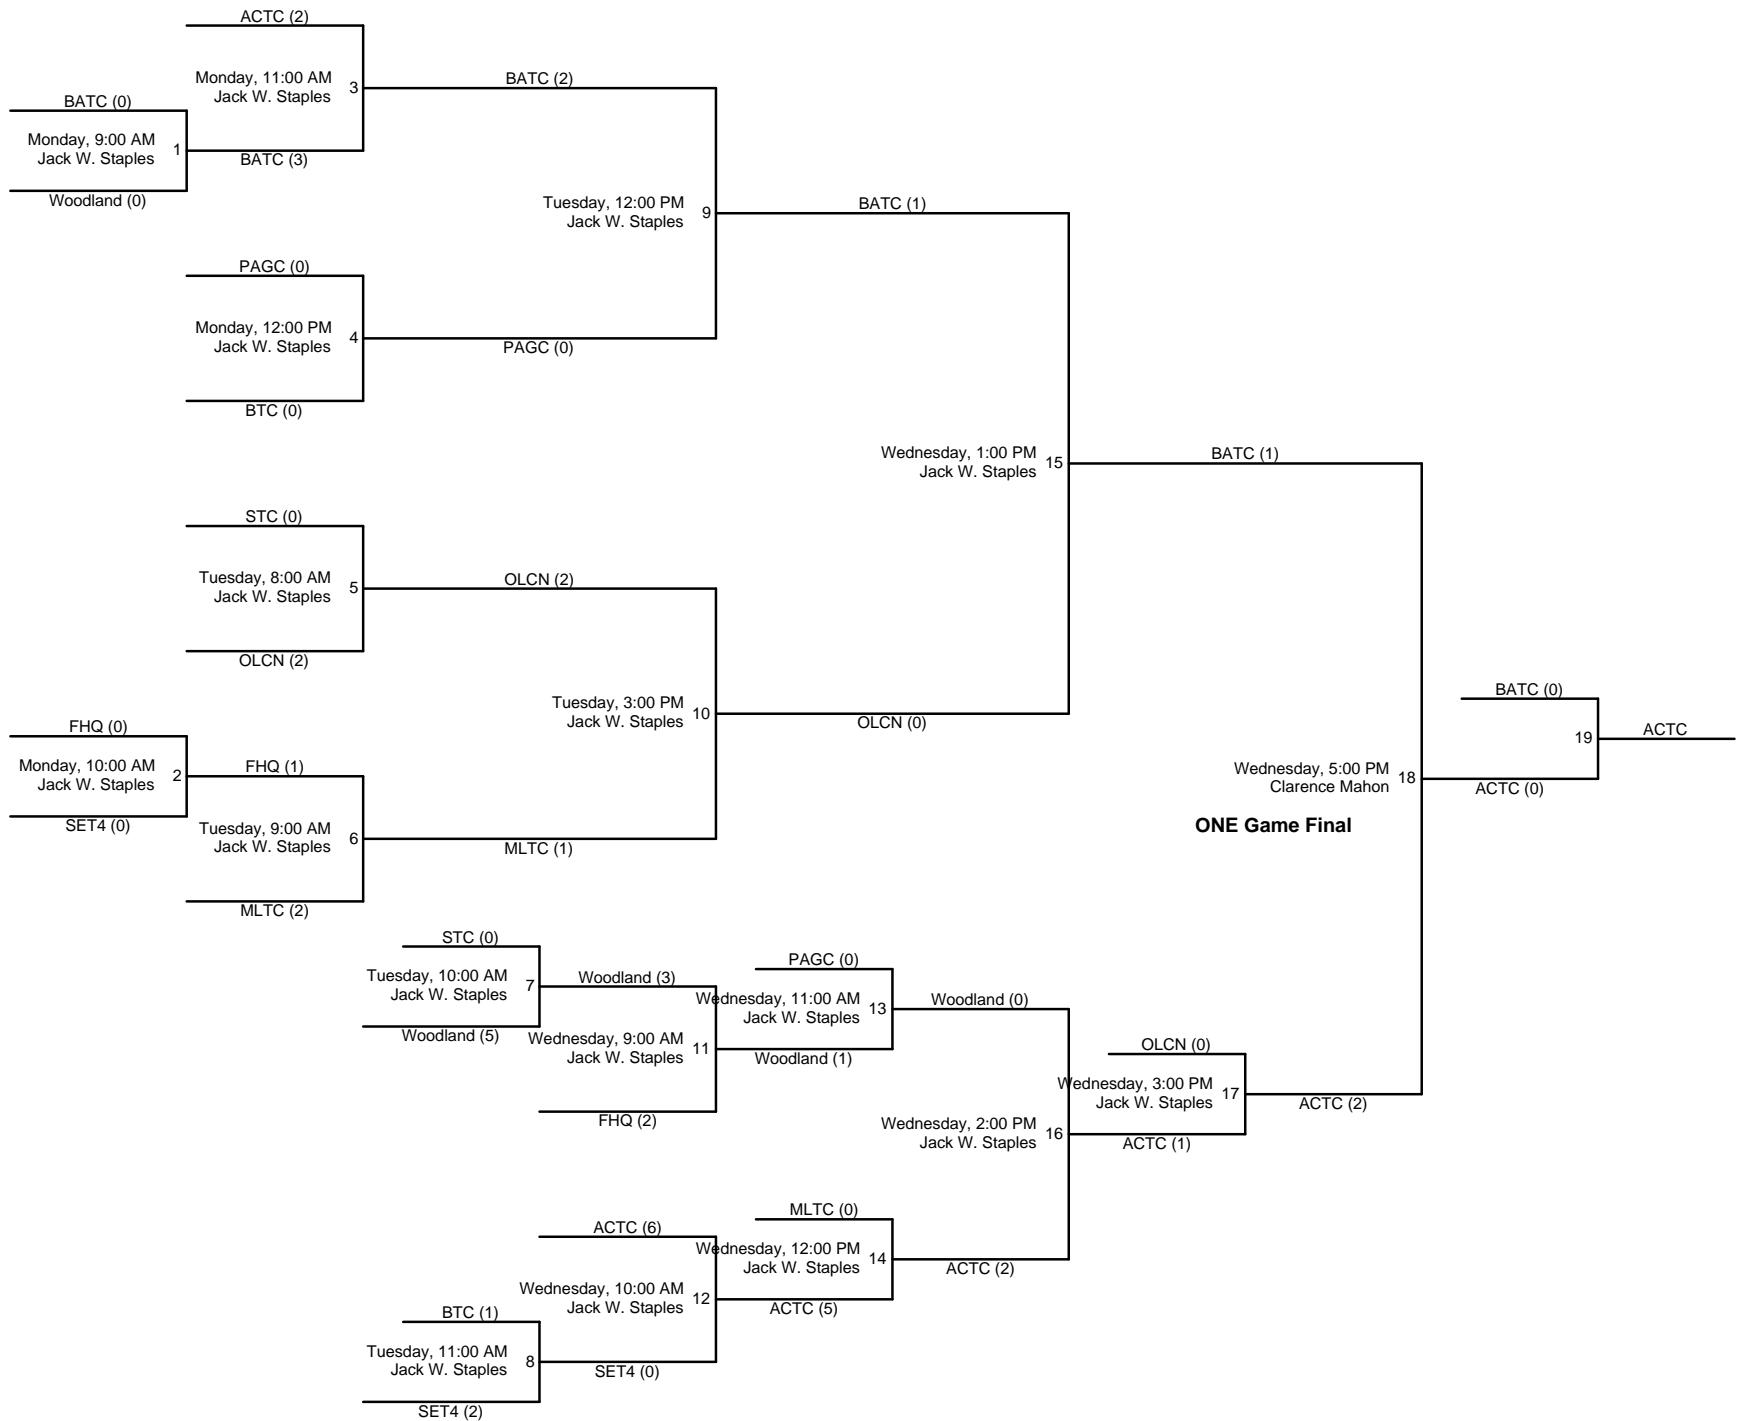 ACTC (2)
Monday, 11:00 AM
Jack W. Staples
3
BATC (2)
BATC (0)
Monday, 9:00 AM
Jack W. Staples
1
BATC (3)
Woodland (0)
Tuesday, 12:00 PM
Jack W. Staples
9
BATC (1)
PAGC (0)
Monday, 12:00 PM
Jack W. Staples
4
PAGC (0)
BTC (0)
Wednesday, 1:00 PM
Jack W. Staples
15
BATC (1)
STC (0)
Tuesday, 8:00 AM
Jack W. Staples
5
OLCN (2)
OLCN (2)
Tuesday, 3:00 PM
Jack W. Staples
10
OLCN (0)
FHQ (0)
Monday, 10:00 AM
Jack W. Staples
2
FHQ (1)
SET4 (0)
Tuesday, 9:00 AM
Jack W. Staples
6
MLTC (1)
MLTC (2)
BATC (0)
19
ACTC
Wednesday, 5:00 PM
Clarence Mahon
18
ACTC (0)
ONE Game Final
STC (0)
Tuesday, 10:00 AM
Jack W. Staples
7
Woodland (3)
Woodland (5)
Wednesday, 9:00 AM
Jack W. Staples
11
FHQ (2)
PAGC (0)
Wednesday, 11:00 AM
Jack W. Staples
13
Woodland (0)
Woodland (1)
OLCN (0)
Wednesday, 3:00 PM
Jack W. Staples
17
ACTC (2)
Wednesday, 2:00 PM
Jack W. Staples
16
ACTC (1)
MLTC (0)
Wednesday, 12:00 PM
Jack W. Staples
14
ACTC (2)
ACTC (6)
Wednesday, 10:00 AM
Jack W. Staples
12
ACTC (5)
BTC (1)
Tuesday, 11:00 AM
Jack W. Staples
8
SET4 (0)
SET4 (2)